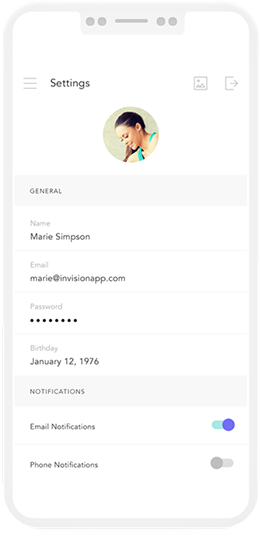 Settings
GENERAL
Name
Marie Simpson
Email
marie@invisionapp.com
Password
••••••••
Birthday
January 12, 1976
NOTIFICATIONS
Email Notifications
Phone Notifications